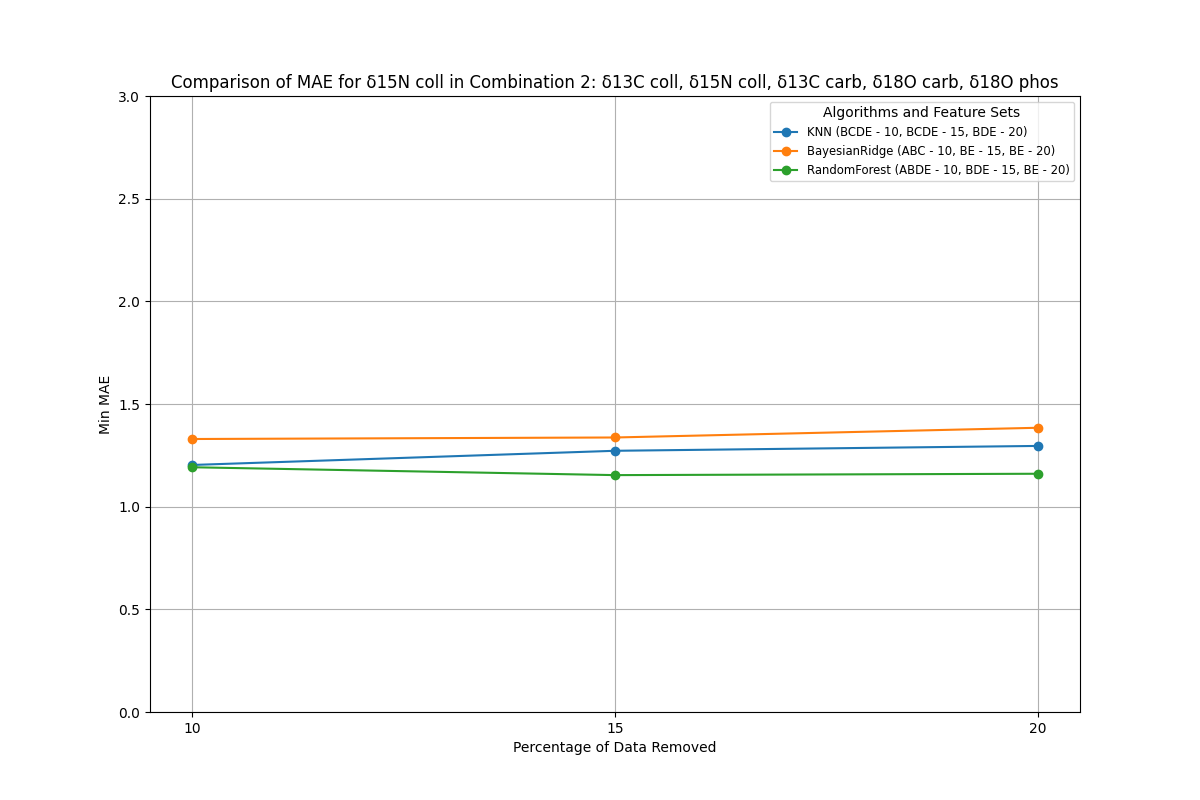 Comparison of MAE for δ15N coll in Combination 2: δ13C coll, δ15N coll, δ13C carb, δ18O carb, δ18O phos
3.0
2.5
2.0
1.5
1.0
0.5
0.0
Min MAE
Algorithms and Feature Sets
KNN (BCDE - 10, BCDE - 15, BDE - 20)
BayesianRidge (ABC - 10, BE - 15, BE - 20)
RandomForest (ABDE - 10, BDE - 15, BE - 20)
10 15 20
Percentage of Data Removed